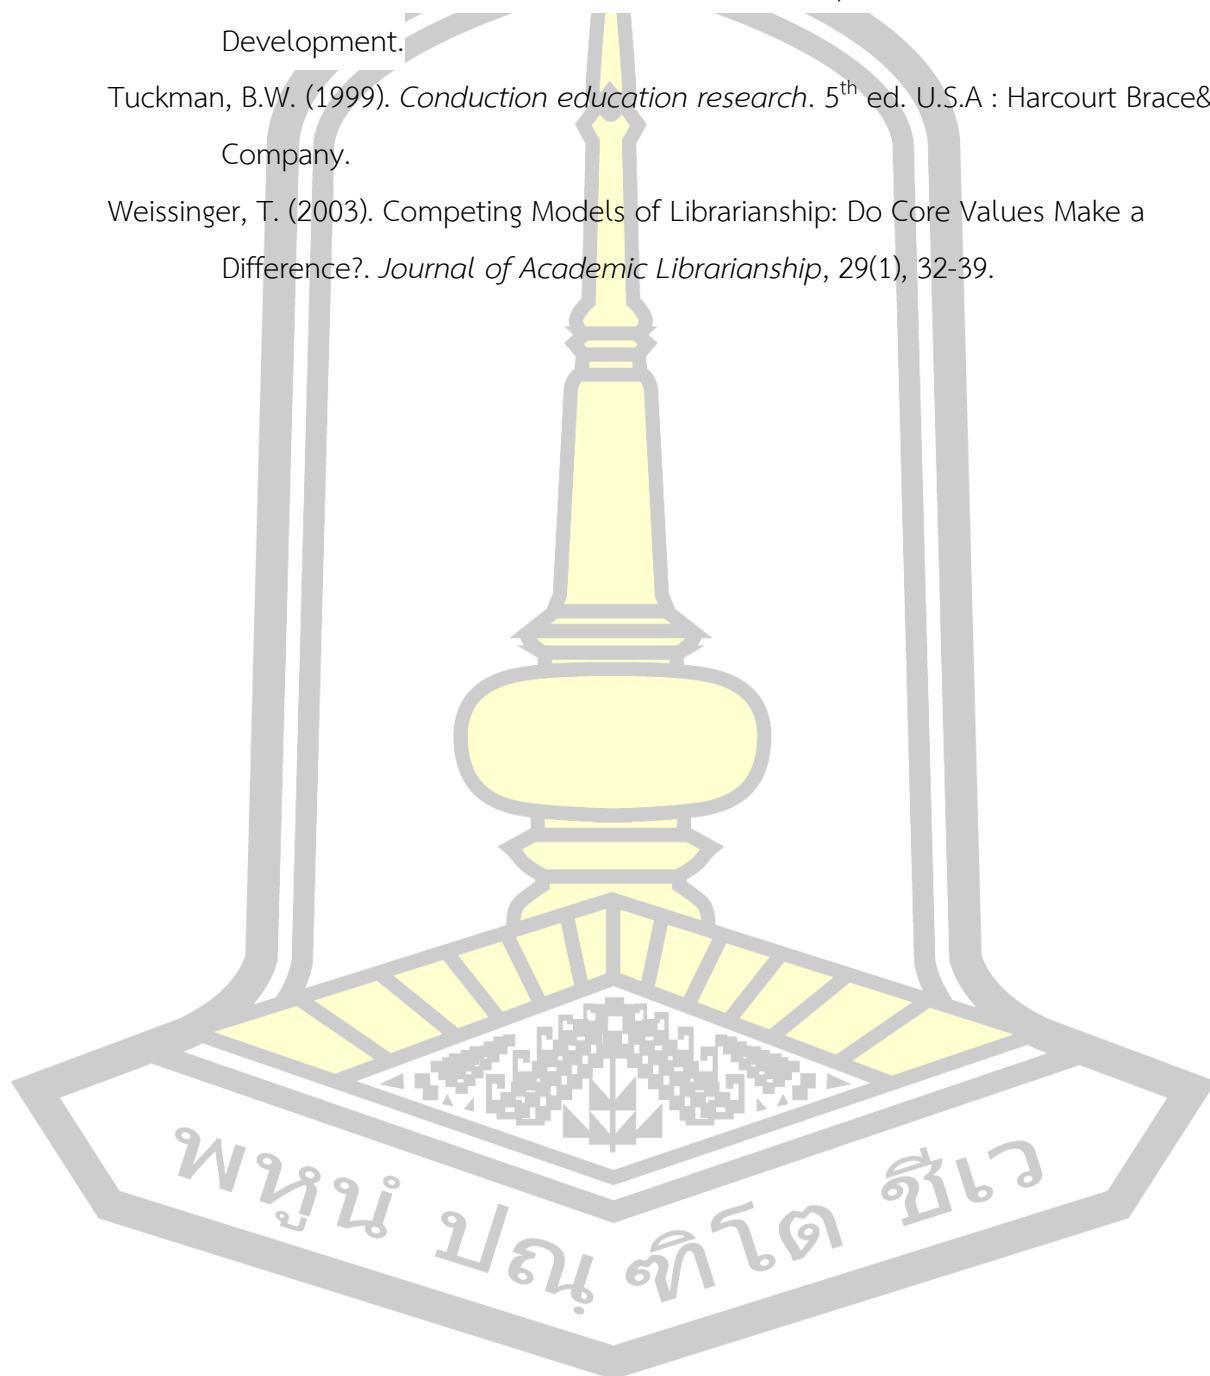 Development.
Tuckman, B.W. (1999). Conduction education research. 5th ed. U.S.A : Harcourt Brace&
Company.
Weissinger, T. (2003). Competing Models of Librarianship: Do Core Values Make a
Difference?. Journal of Academic Librarianship, 29(1), 32-39.
พหูนํ ปณฺฑิโต ชีเว